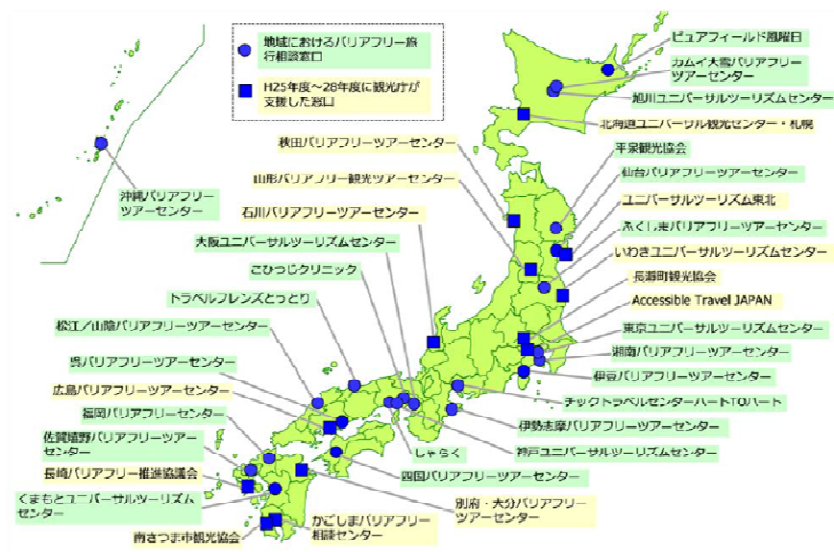 地域におけるバリアフリー旅
行相談窓口
H25年度～28年度に観光庁が
支援した窓口
ピュアフィールド風曜日
カムイ大雪バリアフリー
ツアーセンター
旭川ユニバーサルツーリズムセンター
北海道ユニバーサル観光センター・札幌
秋田バリアフリーツアーセンター
平泉観光協会
仙台バリアフリーツアーセンター
山形バリアフリー観光ツアーセンター
ユニバーサルツーリズム東北
石川バリアフリーツアーセンター
ふくしまバリアフリーツアーセンター
沖縄バリアフリー
ツアーセンター
大阪ユニバーサルツーリズムセンター
いわきユニバーサルツーリズムセンター
こひつじクリニック
長瀞町観光協会
トラベルフレンズとっとり
Accessible Travel JAPAN
松江/山陰バリアフリーツアーセンター
東京ユニバーサルツーリズムセンター
湘南バリアフリーツアーセンター
呉バリアフリーツアーセンター
伊豆バリアフリーツアーセンター
広島バリアフリーツアーセンター
チックトラベルセンターハートTOハート
福岡バリアフリーセンター
伊勢志摩バリアフリーツアーセンター
佐賀嬉野バリアフリーツアー
センター
しゃらく
神戸ユニバーサルツーリズムセンター
長崎バリアフリー推進協議会
四国バリアフリーツアーセンター
くまもとユニバーサルツーリズム
センター
別府・大分バリアフリー
ツアーセンター
かごしまバリアフリー
相談センター
南さつま市観光協会